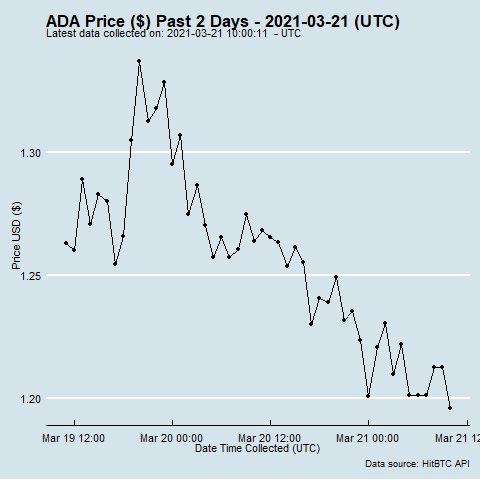 ADA Price ($) Past 2 Days - 2021-03-21 (UTC)
Latest data collected on: 2021-03-21 10:00:11 - UTC
1.30
1.25
1.20
Price USD ($)
Mar 19 12:00 Mar 20 00:00 Mar 20 12:00 Mar 21 00:00 Mar 21 12
Date Time Collected (UTC)
Data source: HitBTC API